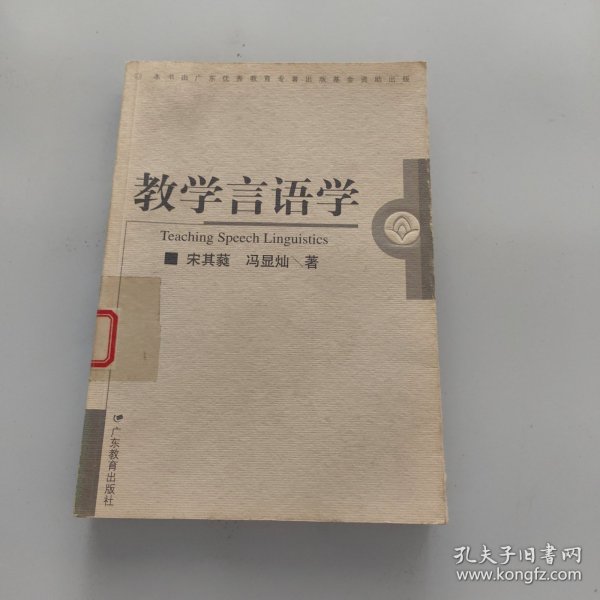 本书由广东优秀教育专著出版基金资助出版
教学言语学
Teaching Speech Linguistics
宋其蕤 冯显灿 著
广东教育出版社
孔夫子旧书网
www.kongfz.com